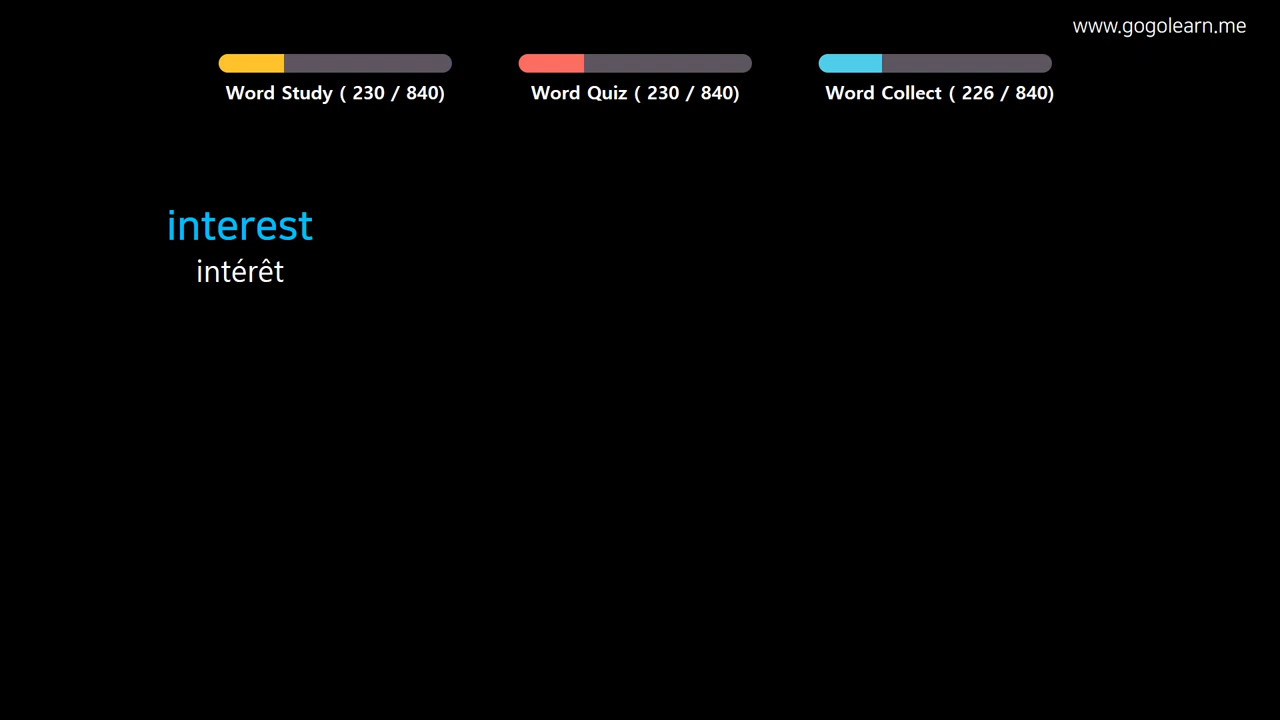 www.gogolearn.me
Word Study ( 230 / 840)
Word Quiz ( 230 / 840)
Word Collect ( 226 / 840)
interest
intérêt